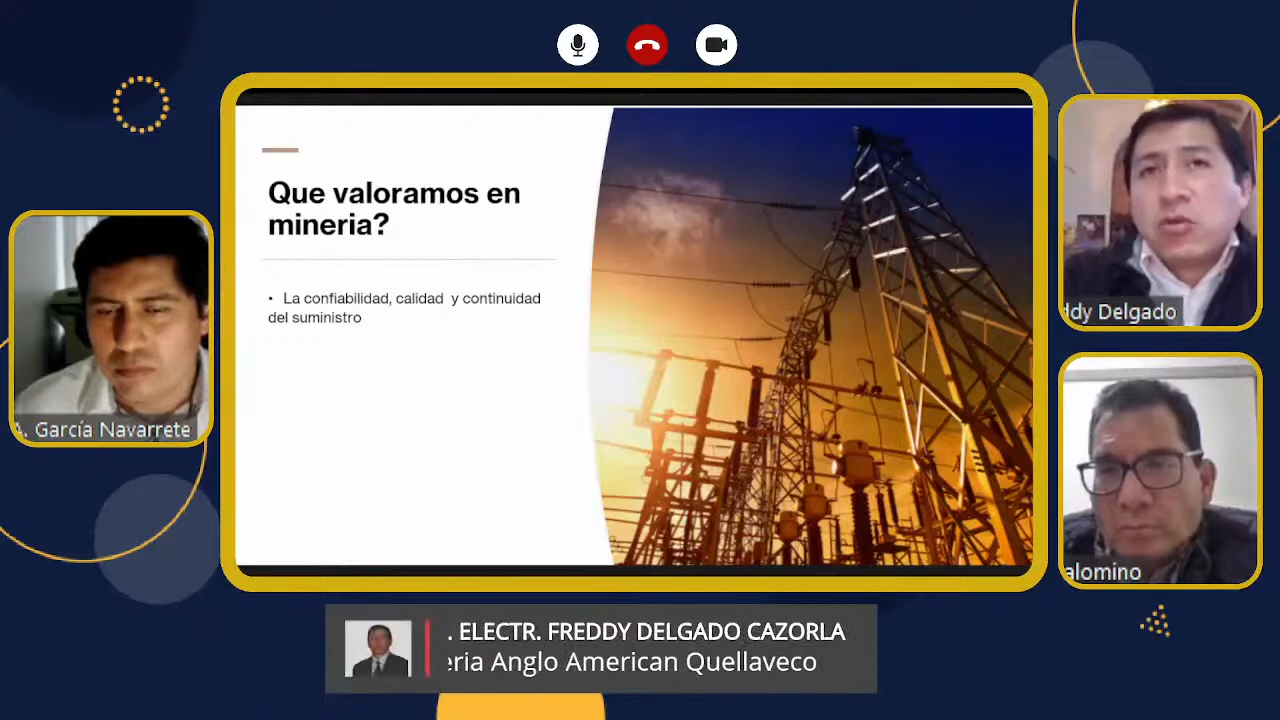 Que valoramos en
mineria?
• La confiabilidad, calidad y continuidad
del suministro
A. García Navarrete
ddy Delgado
alomino
. ELECTR. FREDDY DELGADO CAZORLA
eria Anglo American Quellaveco